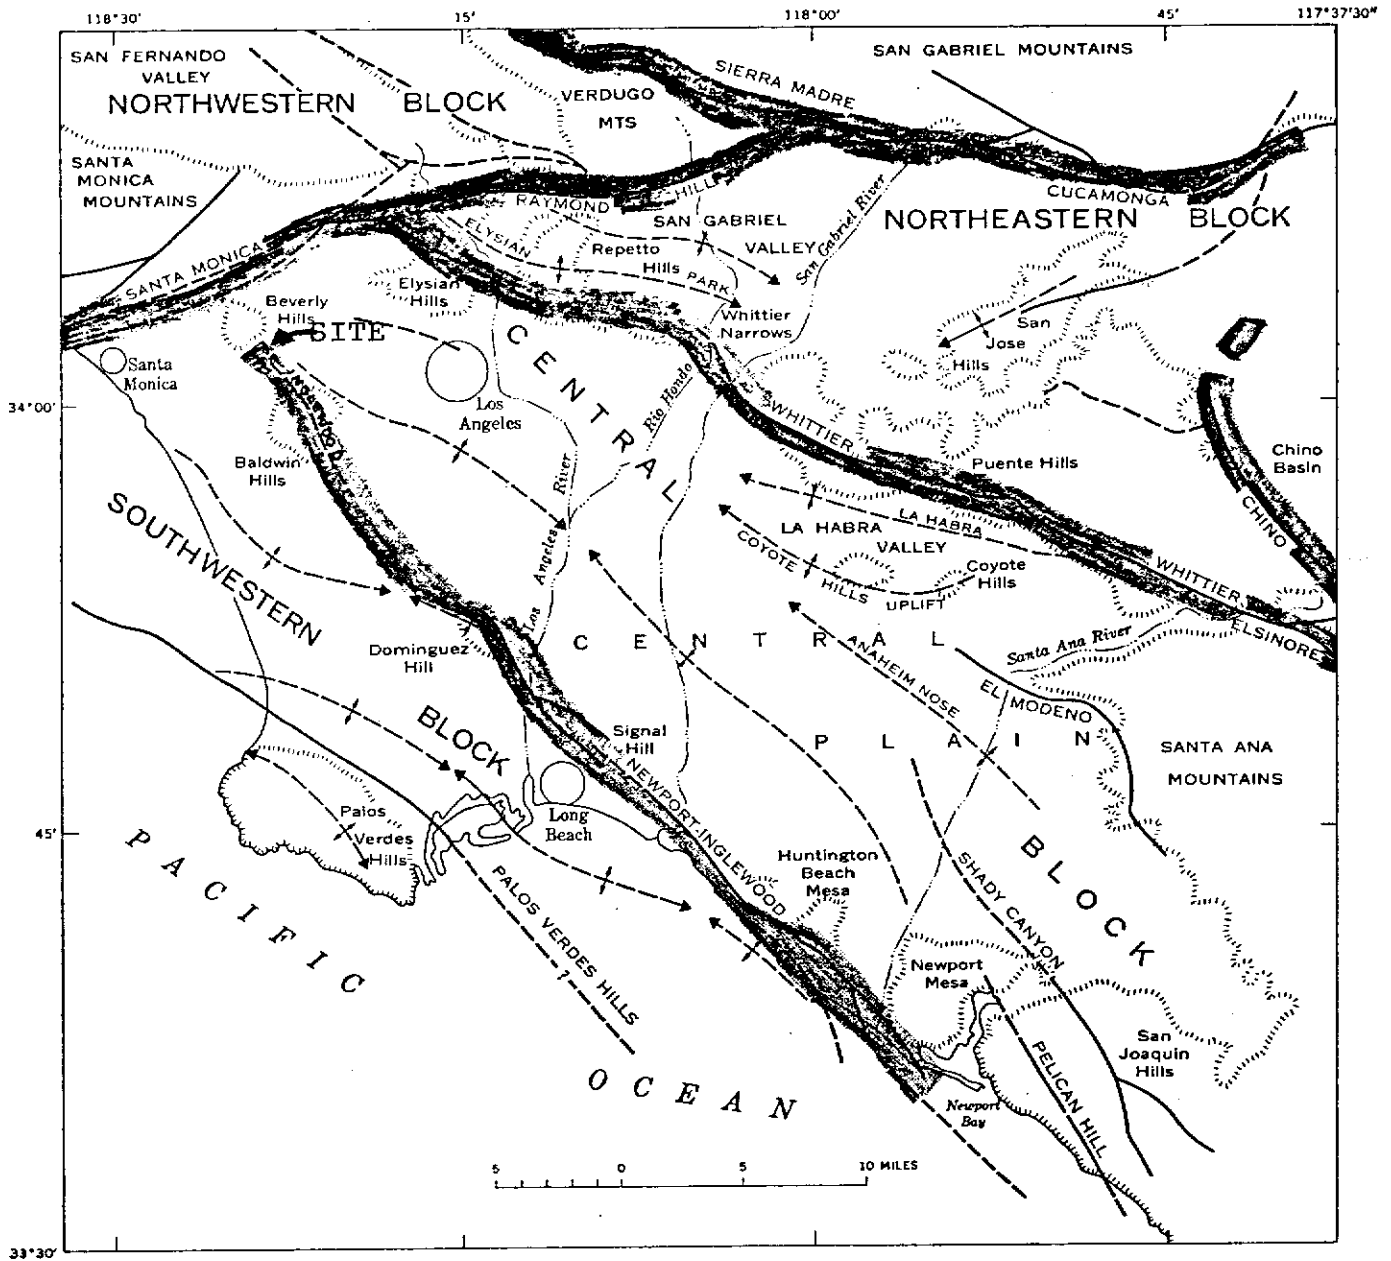 118°30'
15'
118°00'
45'
117°37'30"
SAN FERNANDO
VALLEY
NORTHWESTERN BLOCK
VERDUGO
MTS
SIERRA MADRE
SAN GABRIEL MOUNTAINS
SANTA
MONICA
MOUNTAINS
RAYMOND
HILL
CUCAMONGA
SAN GABRIEL
VALLEY
San Gabriel River
NORTHEASTERN BLOCK
SANTA MONICA
ELYSIAN
PARK
Repetto
Hills
Elysian
Hills
Beverly
Hills
SITE
Whittier
Narrows
San
Jose
Hills
Santa
Monica
Los
Angeles
34°00'
CENTRAL
Rio Hondo
WHITTIER
Puente Hills
Chino
Basin
CHINO
Baldwin
Hills
Los Angeles River
LA HABRA
LA HABRA
VALLEY
COYOTE HILLS UPLIFT
Coyote
Hills
WHITTIER
ELSINORE
SOUTHWESTERN
Dominguez
Hill
CENTRAL
Santa Ana River
ANAHEIM NOSE
EL MODENO
BLOCK
Signal
Hill
PLAIN
SANTA ANA
MOUNTAINS
NEWPORT-INGLEWOOD
Palos
Verdes
Hills
Long
Beach
45'
PACIFIC
Huntington
Beach
Mesa
SHADY CANYON
BLOCK
PALOS VERDES HILLS
?
Newport
Mesa
San
Joaquin
Hills
PELICAN HILL
OCEAN
Newport
Bay
5 0 5 10 MILES
33°30'